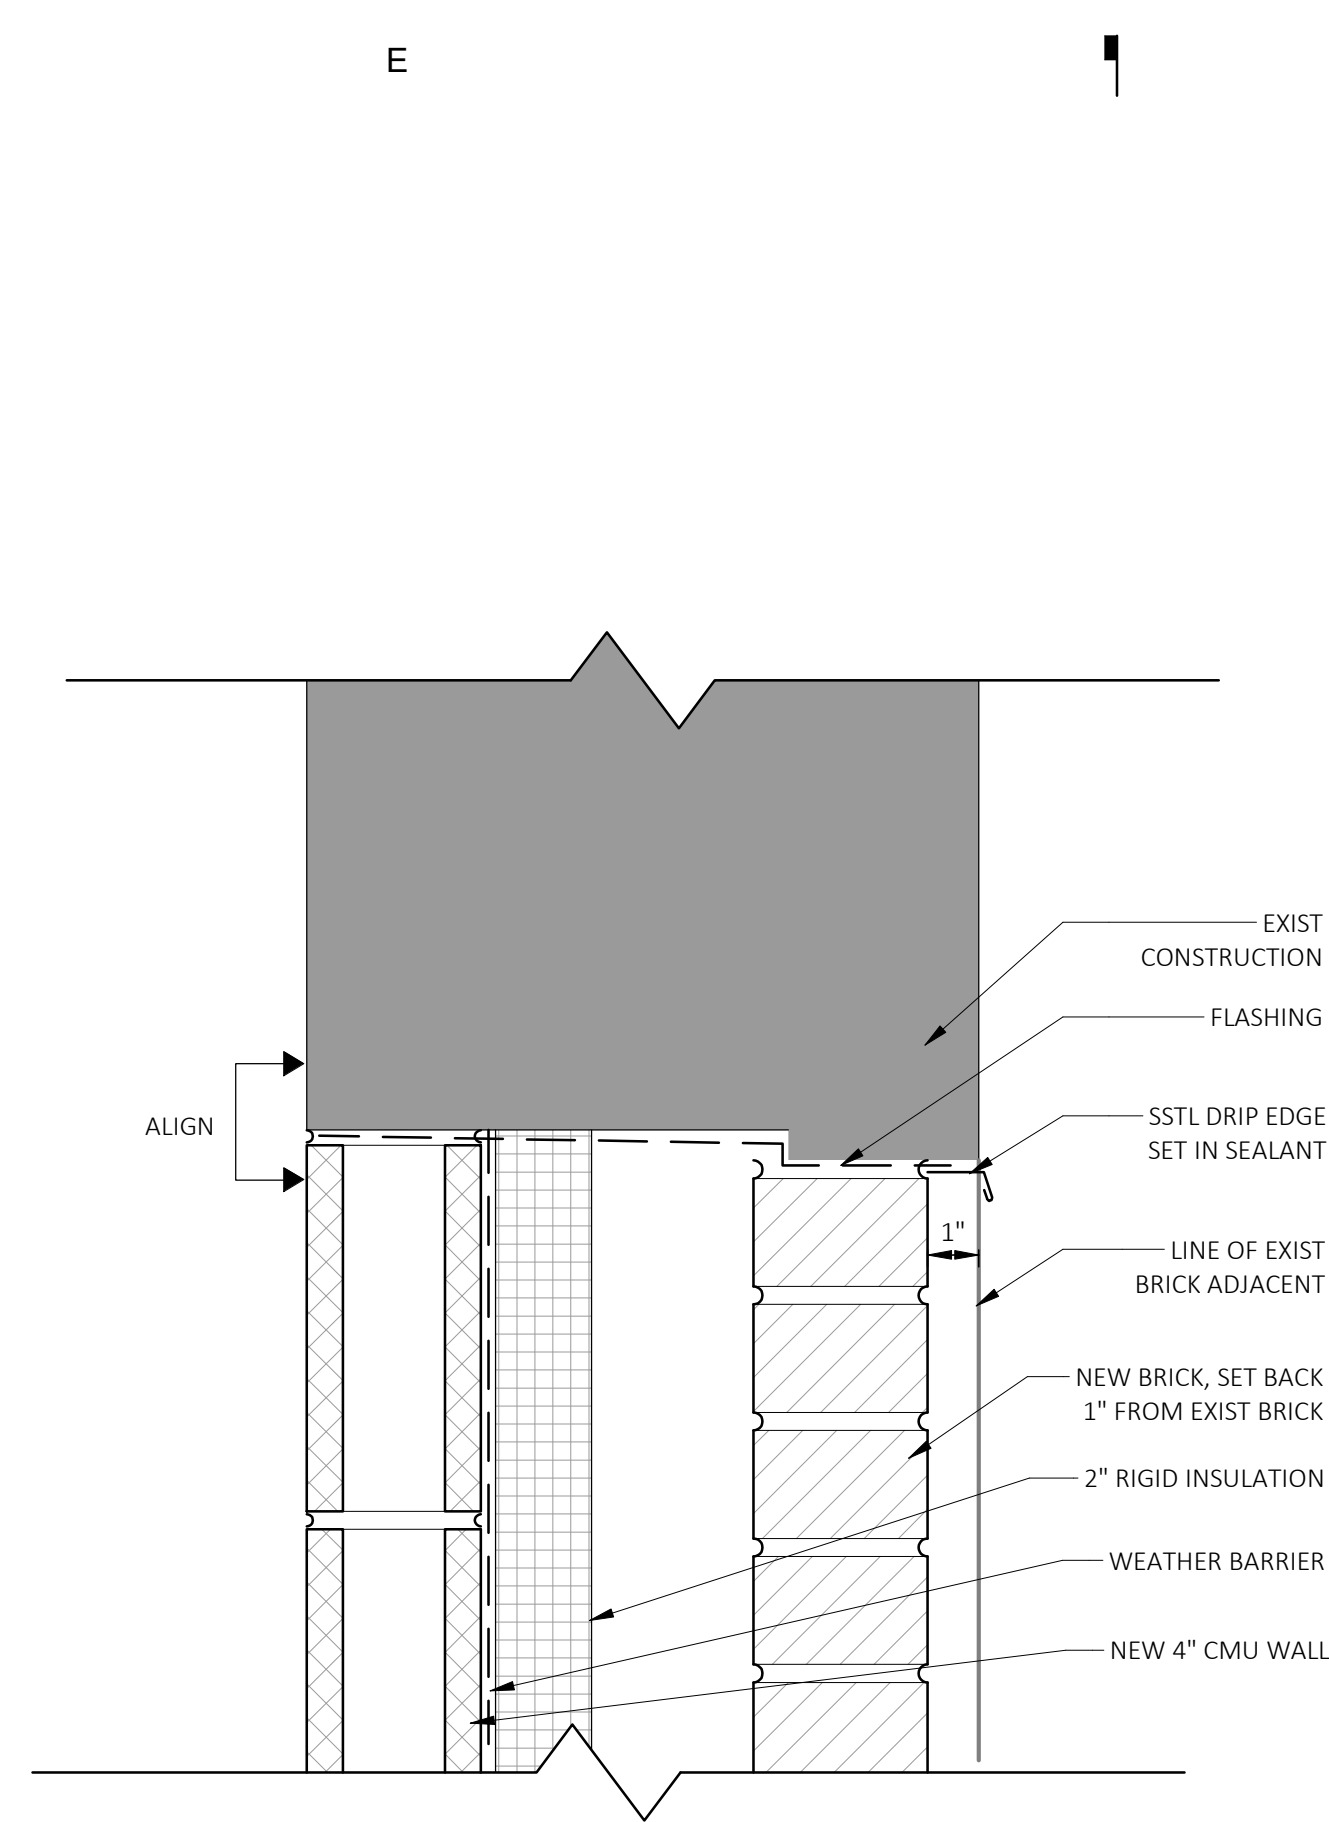 E
EXIST
CONSTRUCTION
FLASHING
ALIGN
SSTL DRIP EDGE
SET IN SEALANT
1"
LINE OF EXIST
BRICK ADJACENT
NEW BRICK, SET BACK
1" FROM EXIST BRICK
2" RIGID INSULATION
WEATHER BARRIER
NEW 4" CMU WALL